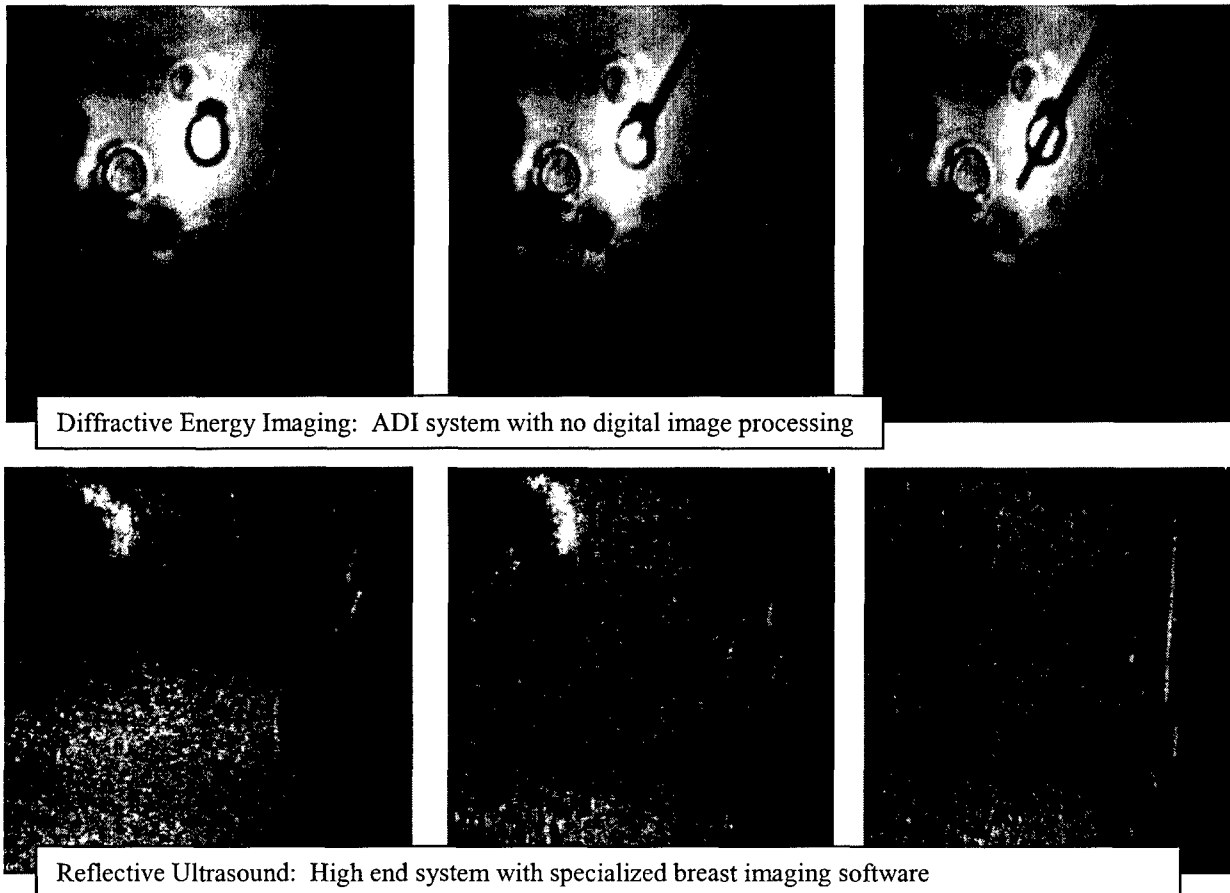 Diffractive Energy Imaging: ADI system with no digital image processing
Reflective Ultrasound: High end system with specialized breast imaging software